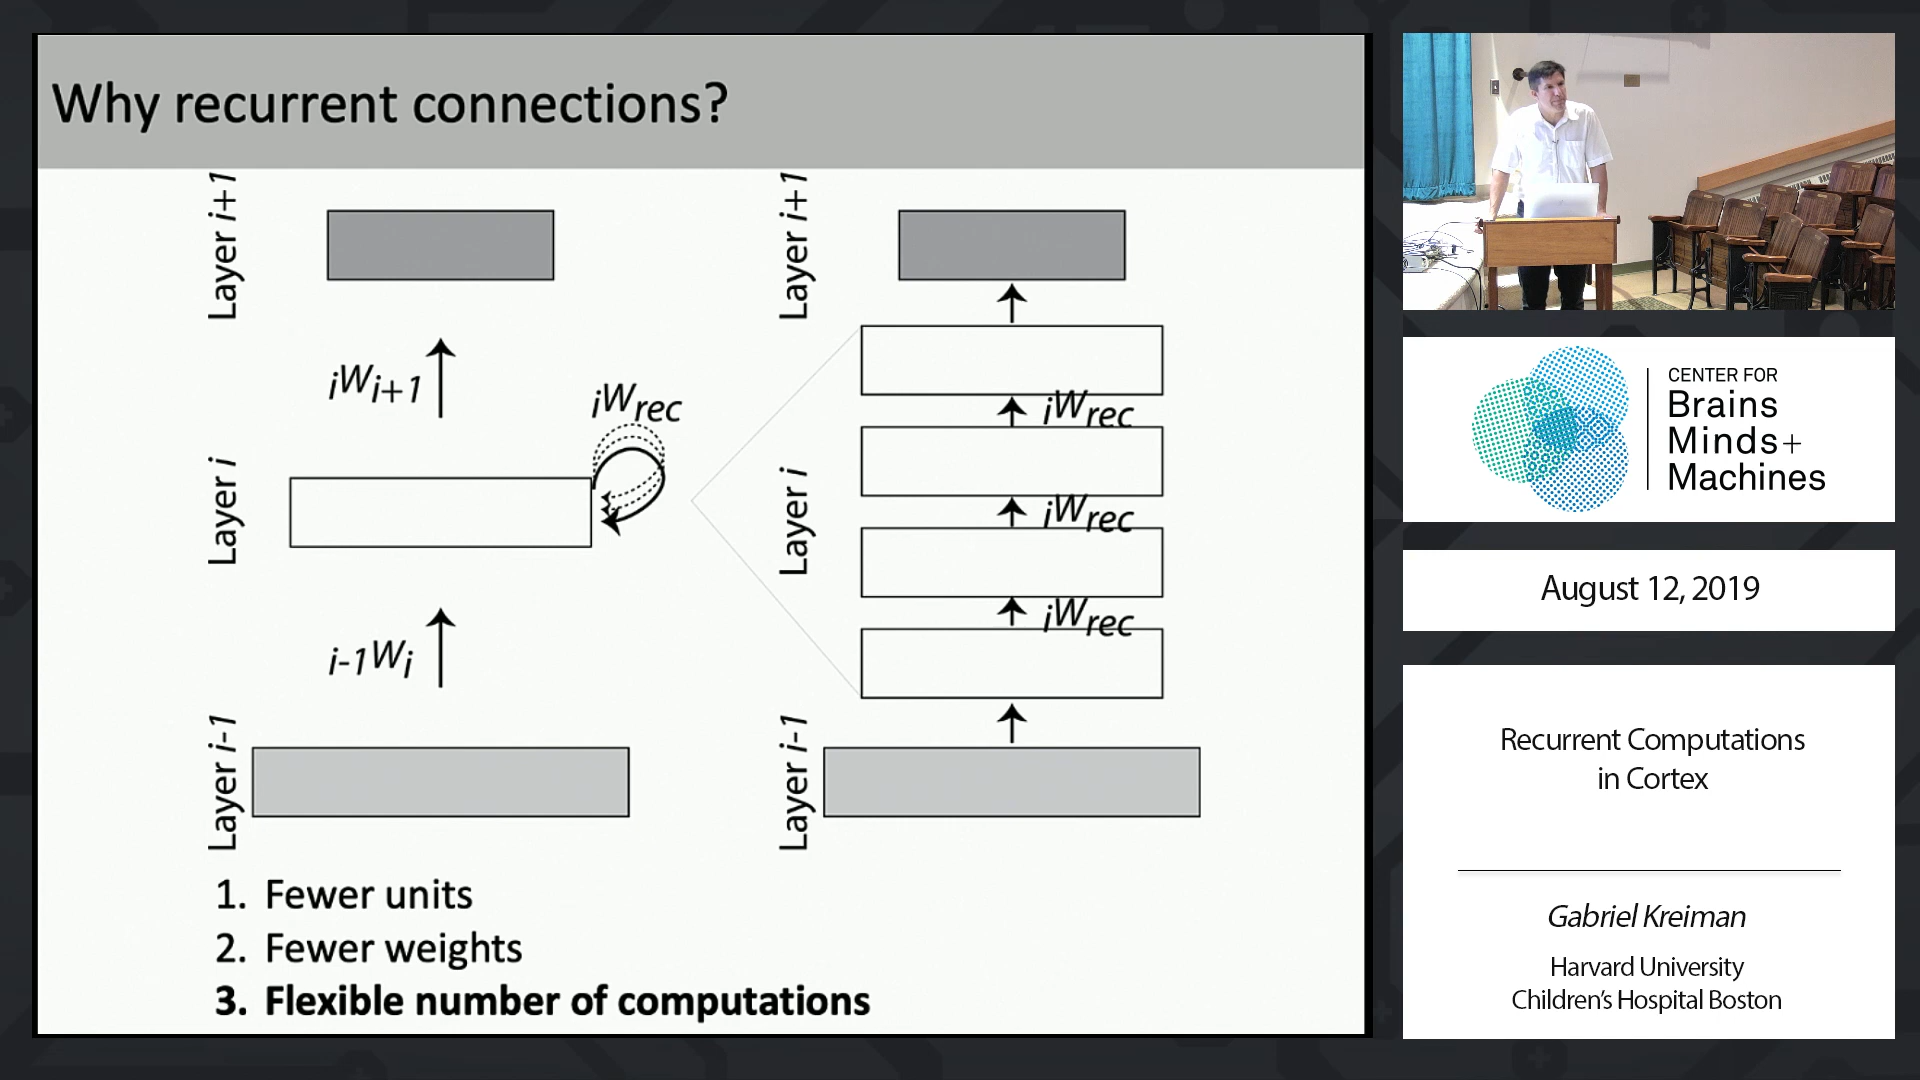 Why recurrent connections?
Layer i+1
iWi+1
iWrec
Layer i
i-1Wi
Layer i-1
Layer i+1
iWrec
iWrec
Layer i
iWrec
Layer i-1
1. Fewer units
2. Fewer weights
3. Flexible number of computations
CENTER FOR
Brains
Minds+
Machines
August 12, 2019
Recurrent Computations
in Cortex
Gabriel Kreiman
Harvard University
Children's Hospital Boston